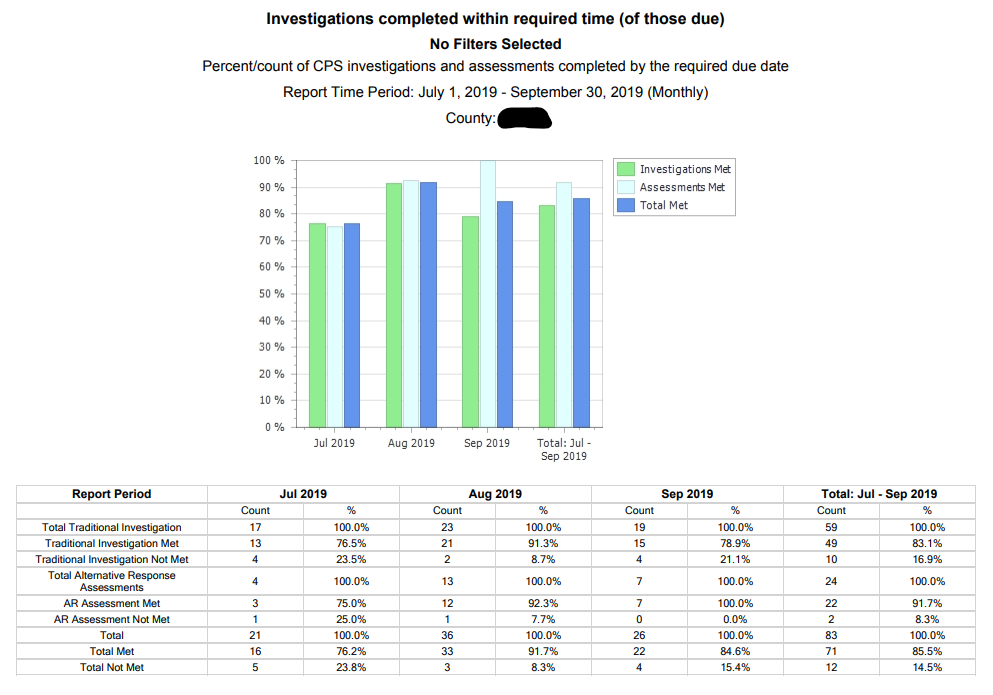 Investigations completed within required time (of those due)
No Filters Selected
Percent/count of CPS investigations and assessments completed by the required due date
Report Time Period: July 1, 2019 - September 30, 2019 (Monthly)
County:
100 %
90 %
80 %
70 %
60 %
50 %
40 %
30 %
20 %
10 %
0 %
Jul 2019 Aug 2019 Sep 2019 Total: Jul -
Sep 2019
Investigations Met
Assessments Met
Total Met
Report Period Jul 2019 Aug 2019 Sep 2019 Total: Jul - Sep 2019
Count % Count % Count % Count %
Total Traditional Investigation 17 100.0% 23 100.0% 19 100.0% 59 100.0%
Traditional Investigation Met 13 76.5% 21 91.3% 15 78.9% 49 83.1%
Traditional Investigation Not Met 4 23.5% 2 8.7% 4 21.1% 10 16.9%
Total Alternative Response
Assessments 4 100.0% 13 100.0% 7 100.0% 24 100.0%
AR Assessment Met 3 75.0% 12 92.3% 7 100.0% 22 91.7%
AR Assessment Not Met 1 25.0% 1 7.7% 0 0.0% 2 8.3%
Total 21 100.0% 36 100.0% 26 100.0% 83 100.0%
Total Met 16 76.2% 33 91.7% 22 84.6% 71 85.5%
Total Not Met 5 23.8% 3 8.3% 4 15.4% 12 14.5%